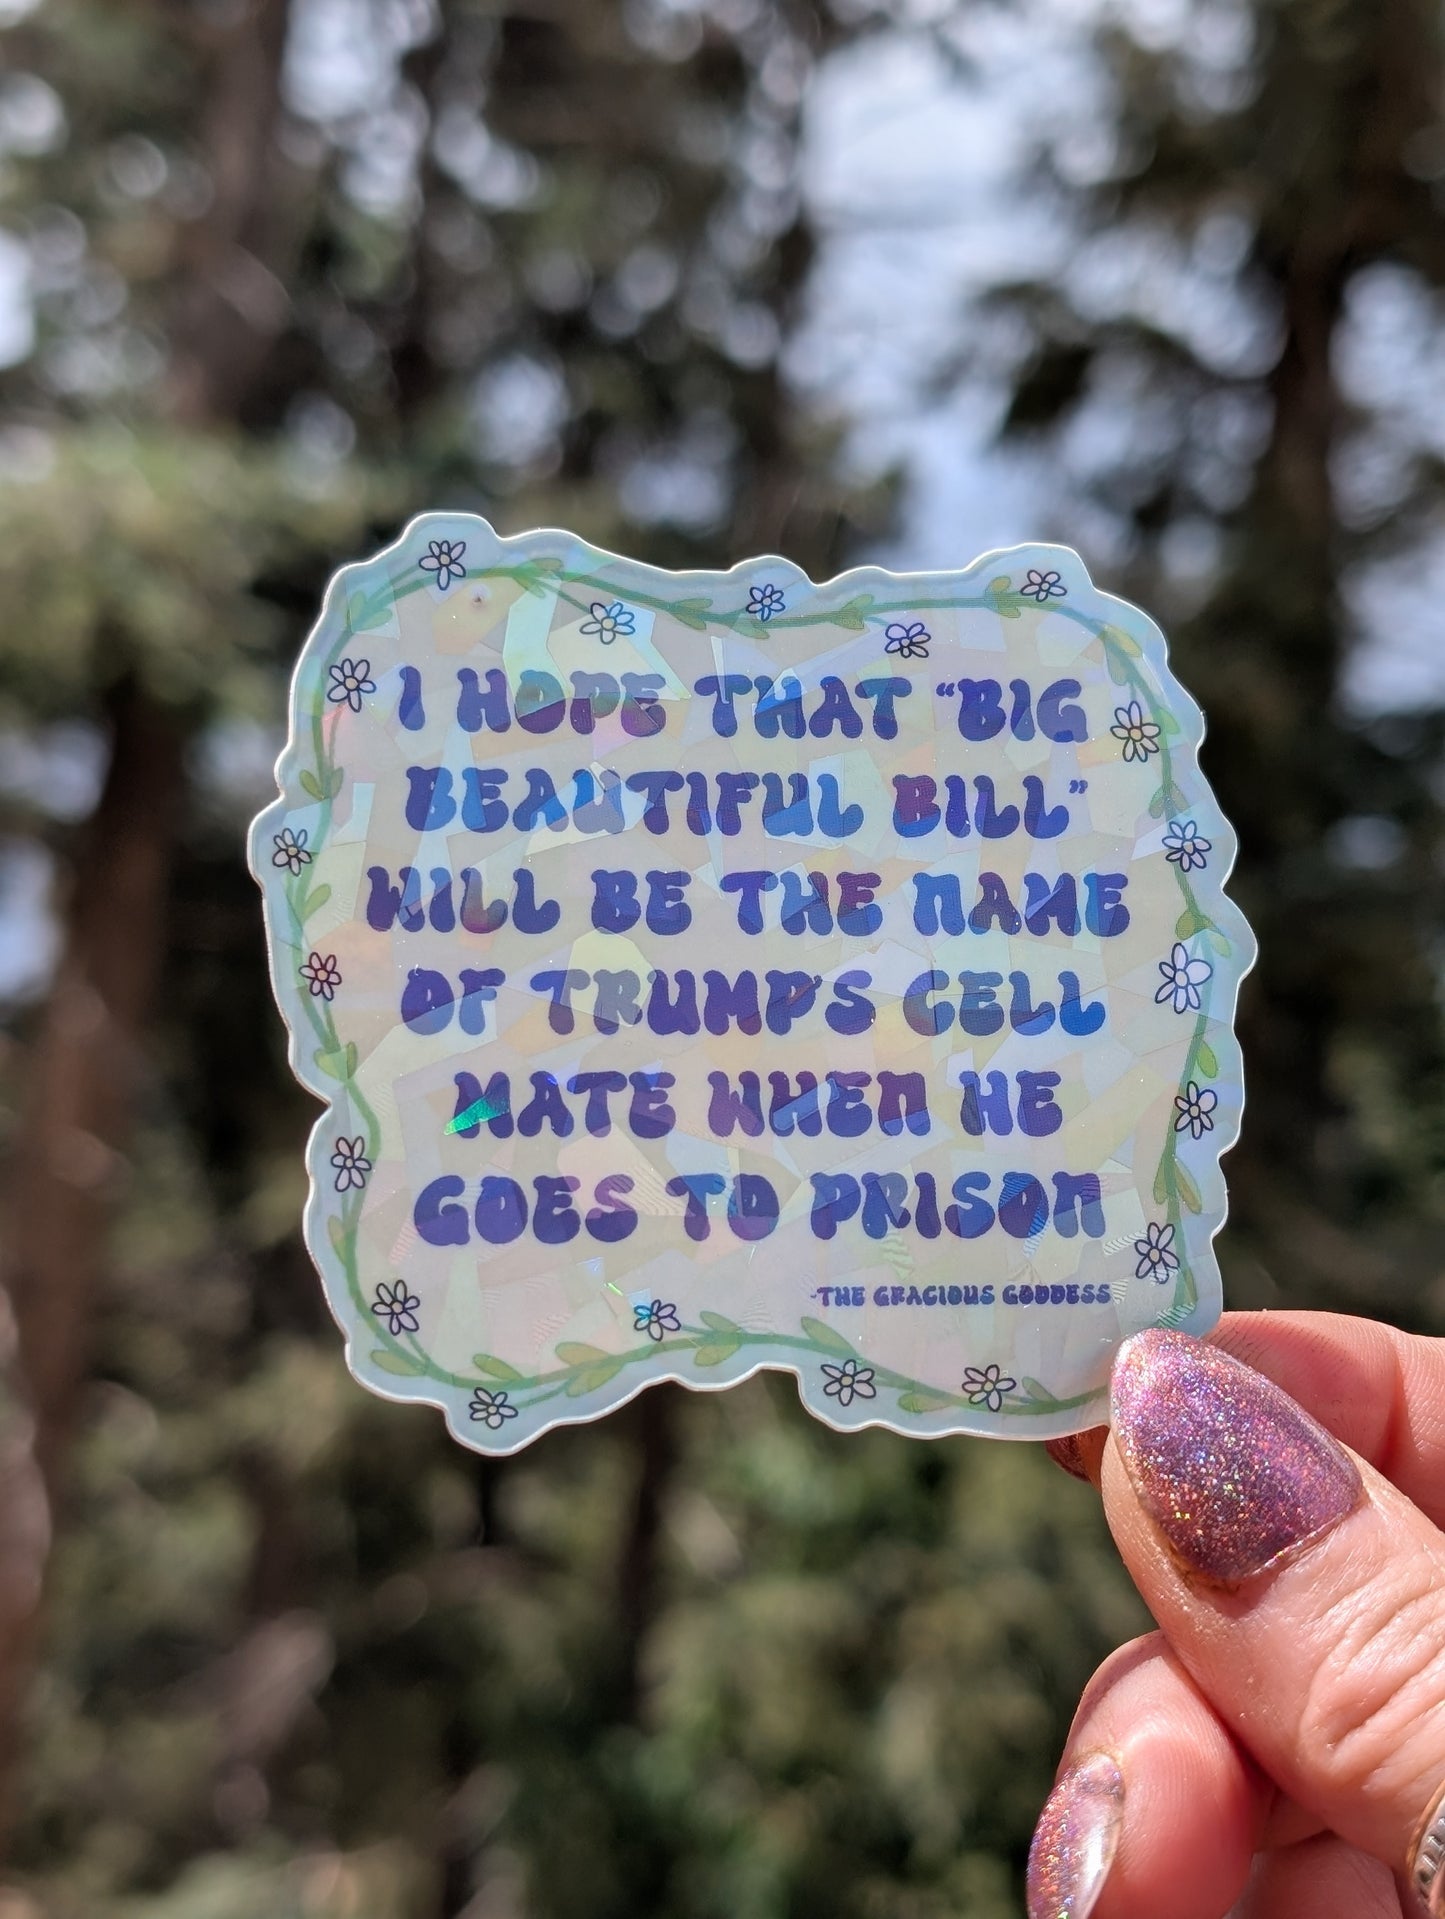 I HOPE THAT “BIG
BEAUTIFUL BILL”
WILL BE THE NAME
OF TRUMP'S CELL
MATE WHEN HE
GOES TO PRISON
-THE GRACIOUS GODDESS